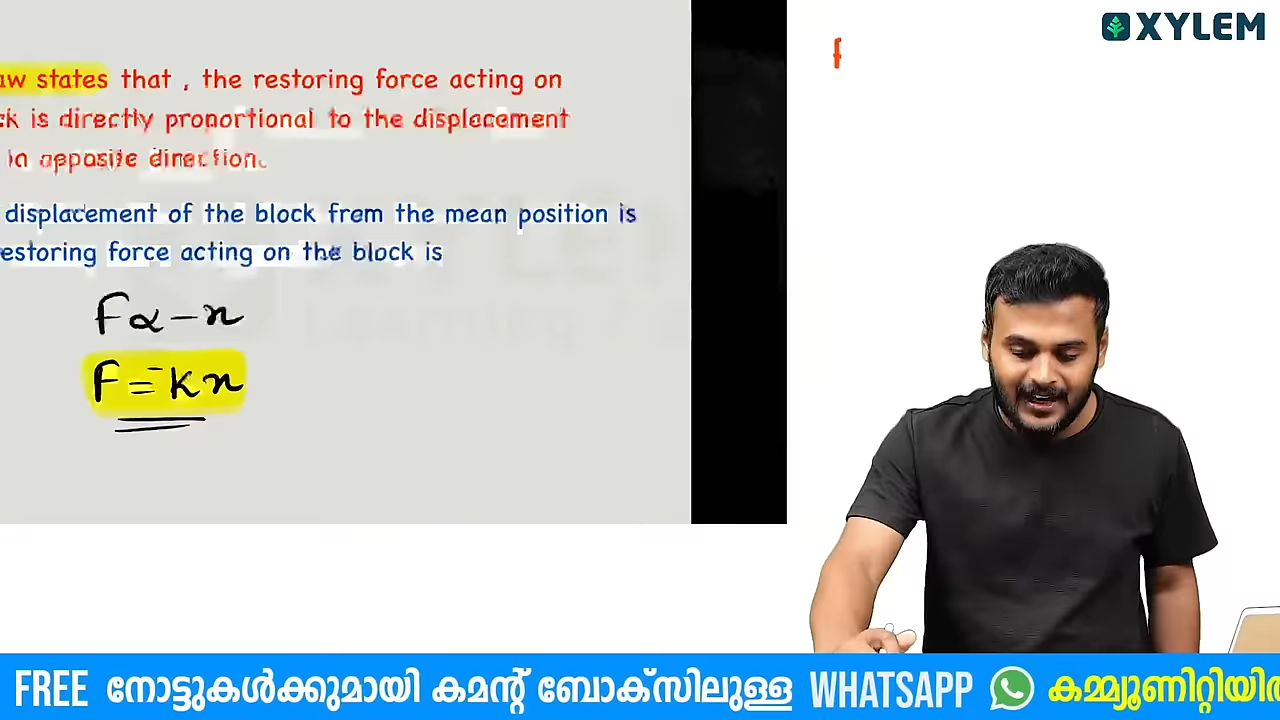 XYLEM
f
aw states that , the restoring force acting on
ck is directly proportional to the displacement
in opposite direction.
displacement of the block from the mean position is
estoring force acting on the block is
F α - x
F = - kx
FREE നോട്ടുകൾക്കുമായി കമന്റ് ബോക്സിലുള്ള WHATSAPP കമ്മ്യൂണിറ്റിയിൽ